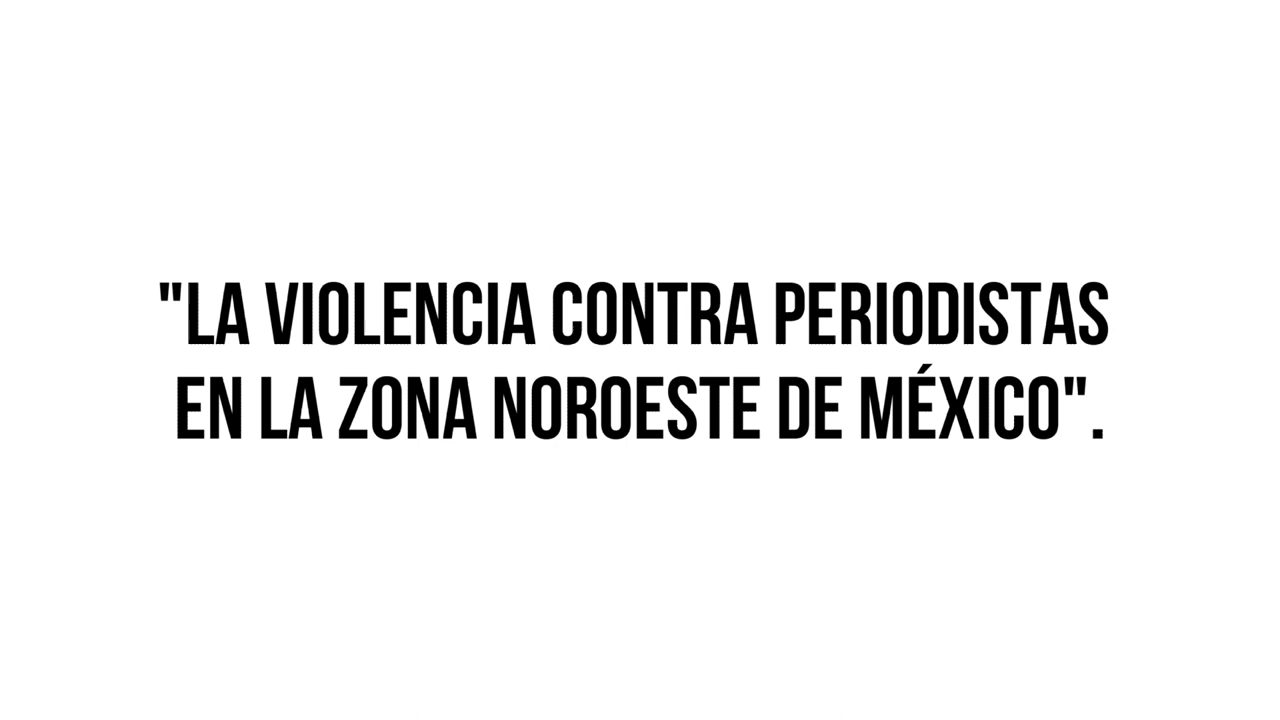 "LA VIOLENCIA CONTRA PERIODISTAS
EN LA ZONA NOROESTE DE MÉXICO".